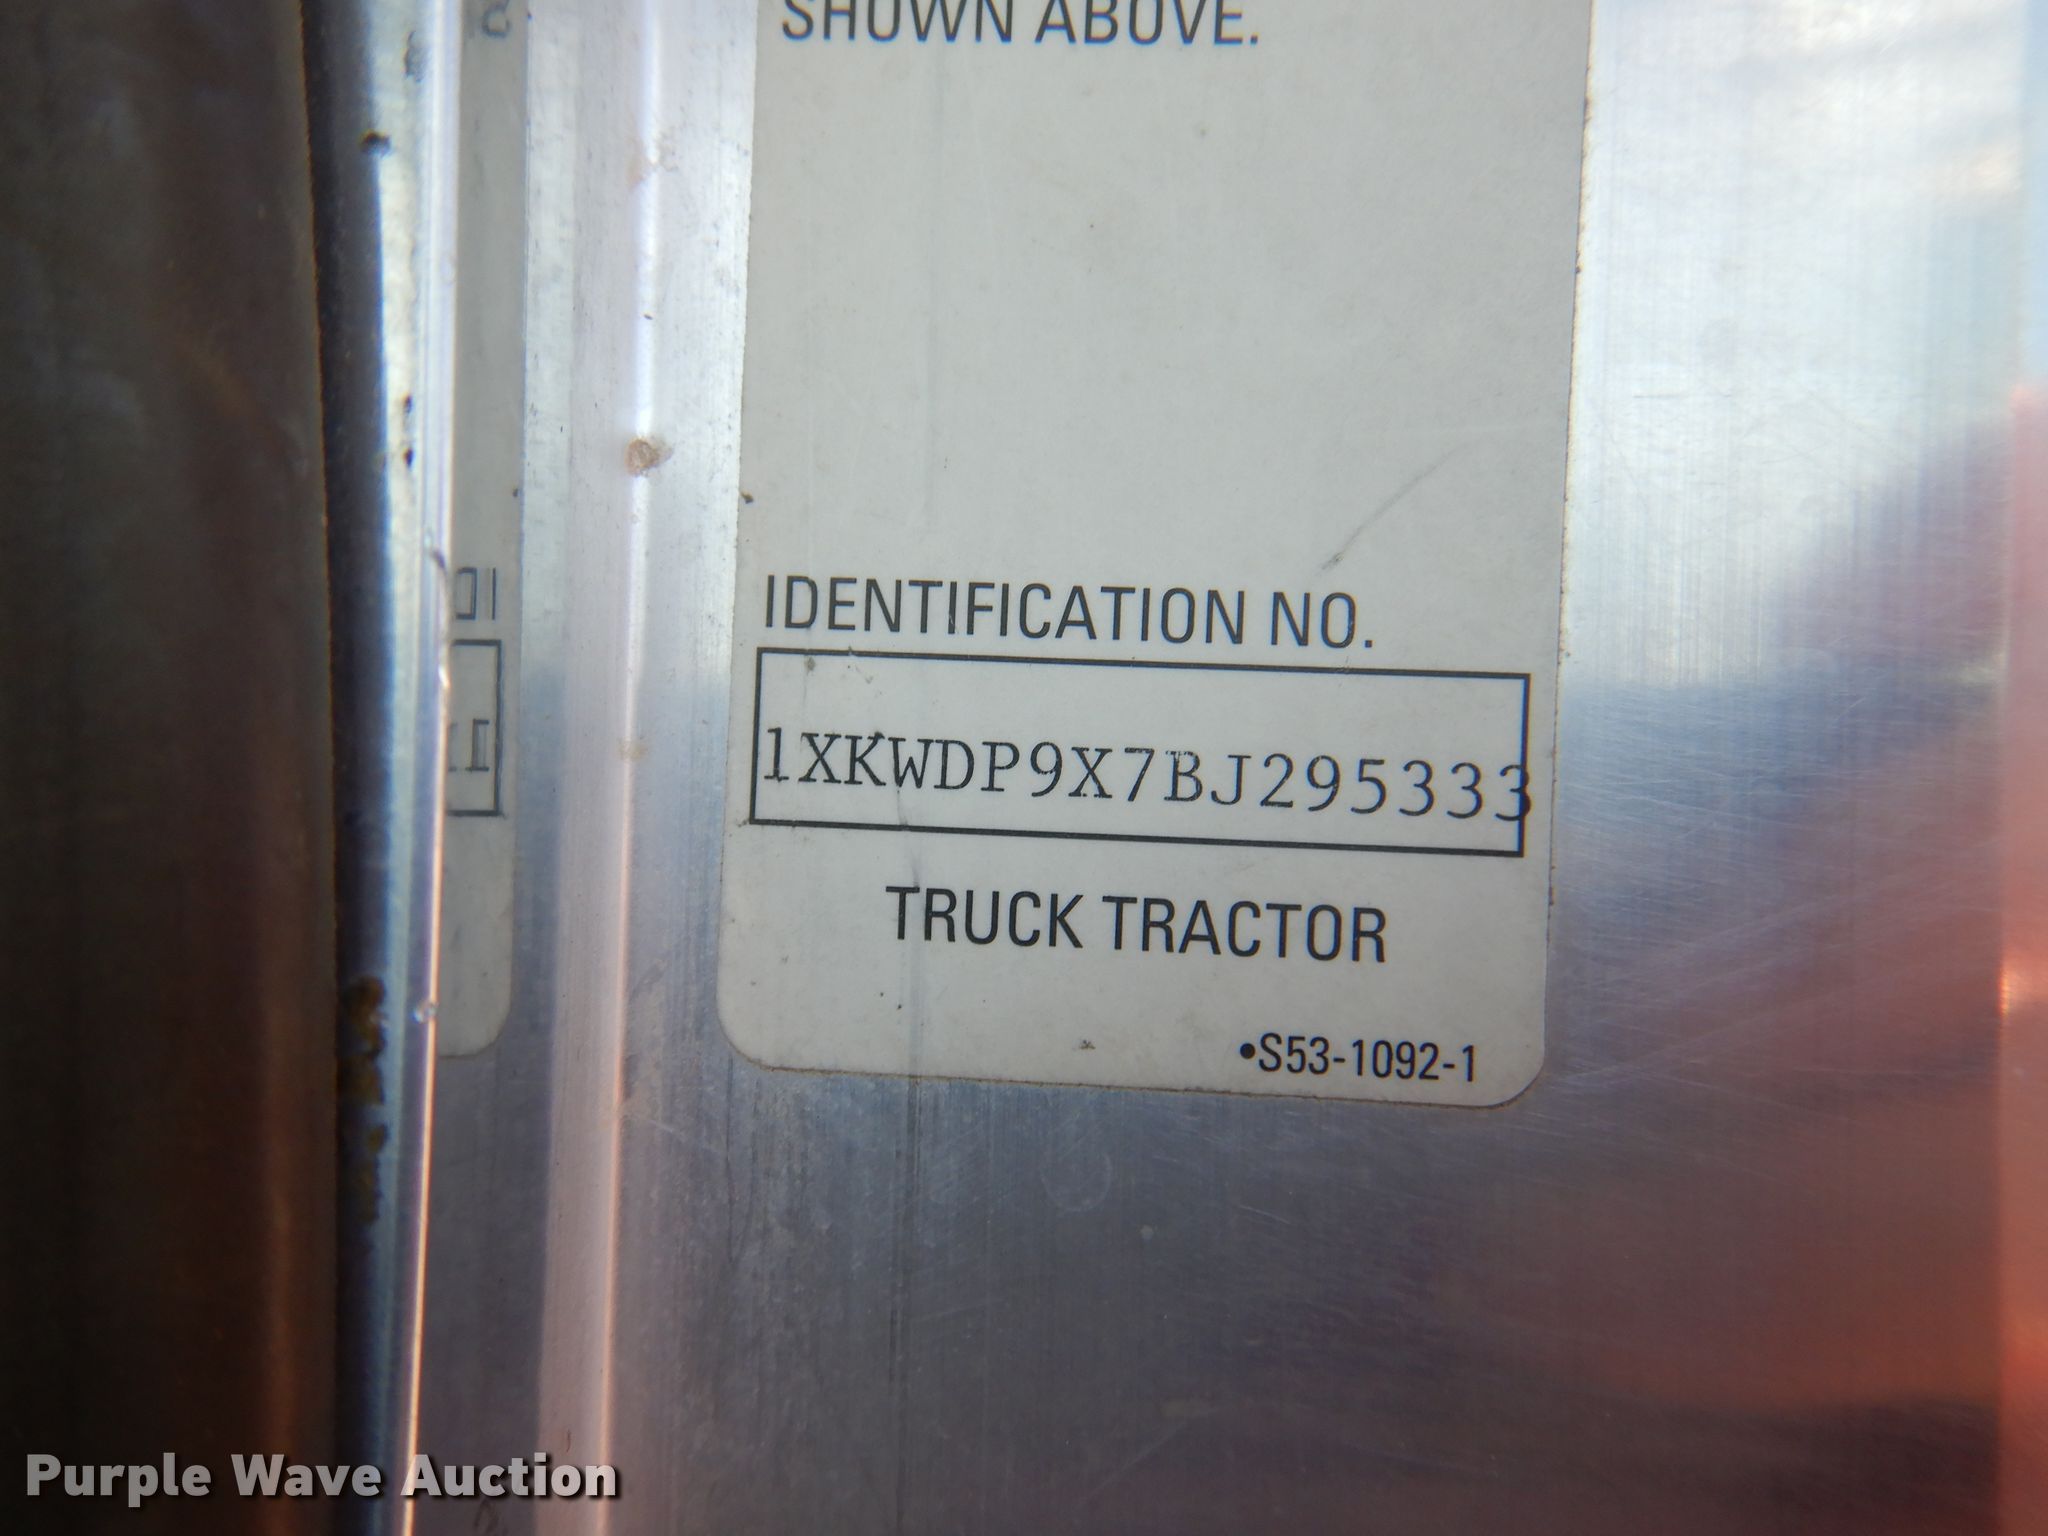 SHOWN ABOVE.
IDENTIFICATION NO.
1XKWDP9X7BJ295333
TRUCK TRACTOR
•S53-1092-1
Purple Wave Auction